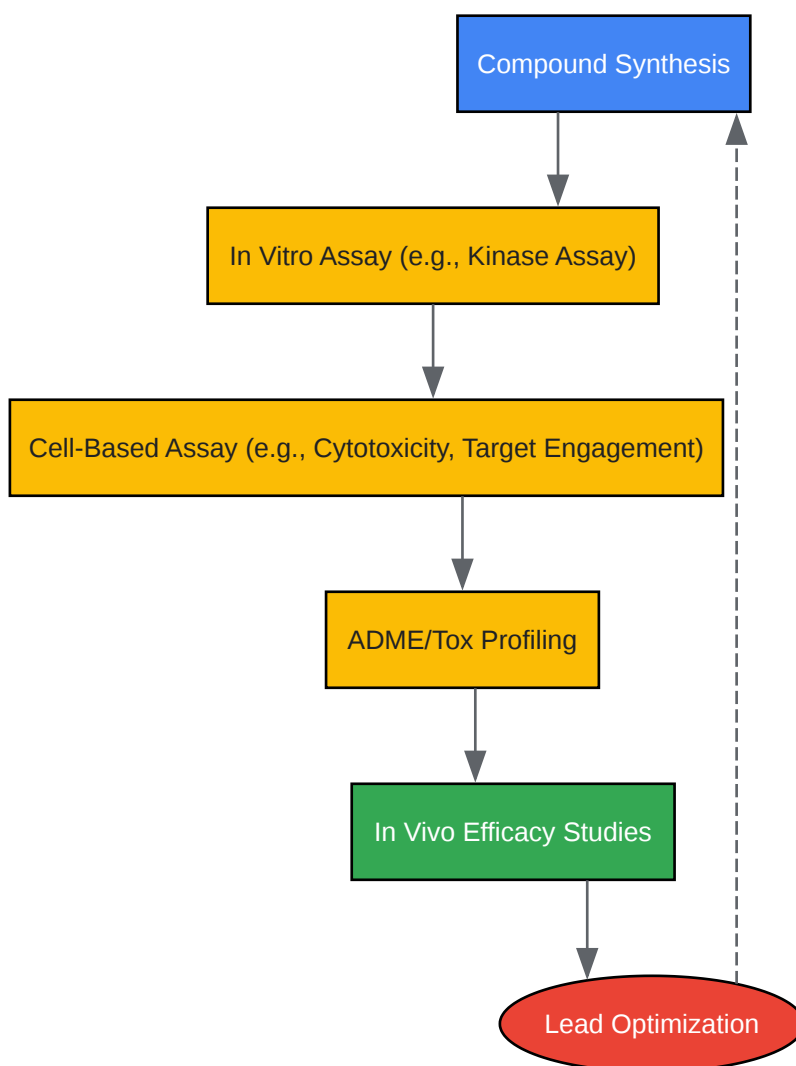 Compound Synthesis
In Vitro Assay (e.g., Kinase Assay)
Cell-Based Assay (e.g., Cytotoxicity, Target Engagement)
ADME/Tox Profiling
In Vivo Efficacy Studies
Lead Optimization